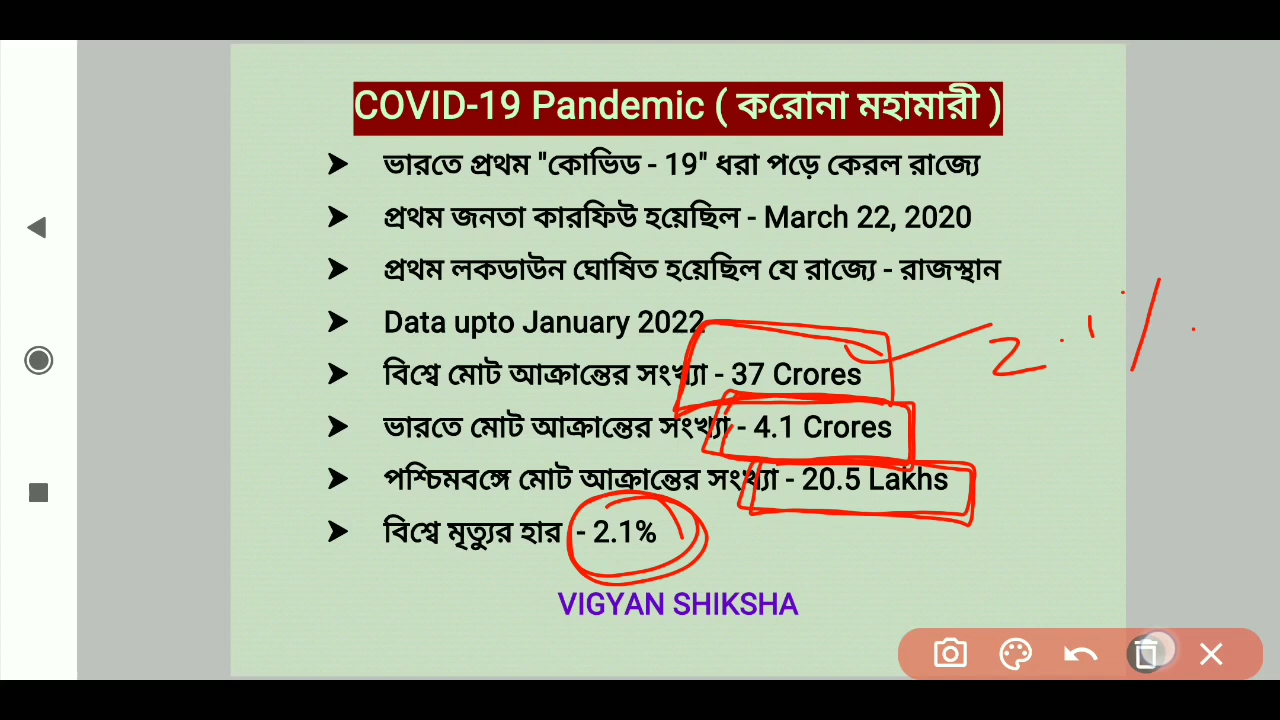 COVID-19 Pandemic ( করোনা মহামারী )
➤ ভারতে প্রথম "কোভিড - 19" ধরা পড়ে কেরল রাজ্যে
➤ প্রথম জনতা কারফিউ হয়েছিল - March 22, 2020
➤ প্রথম লকডাউন ঘোষিত হয়েছিল যে রাজ্যে - রাজস্থান
➤ Data upto January 2022
➤ বিশ্বে মোট আক্রান্তের সংখ্যা - 37 Crores
2.1%
➤ ভারতে মোট আক্রান্তের সংখ্যা - 4.1 Crores
➤ পশ্চিমবঙ্গে মোট আক্রান্তের সংখ্যা - 20.5 Lakhs
➤ বিশ্বে মৃত্যুর হার - 2.1%
VIGYAN SHIKSHA